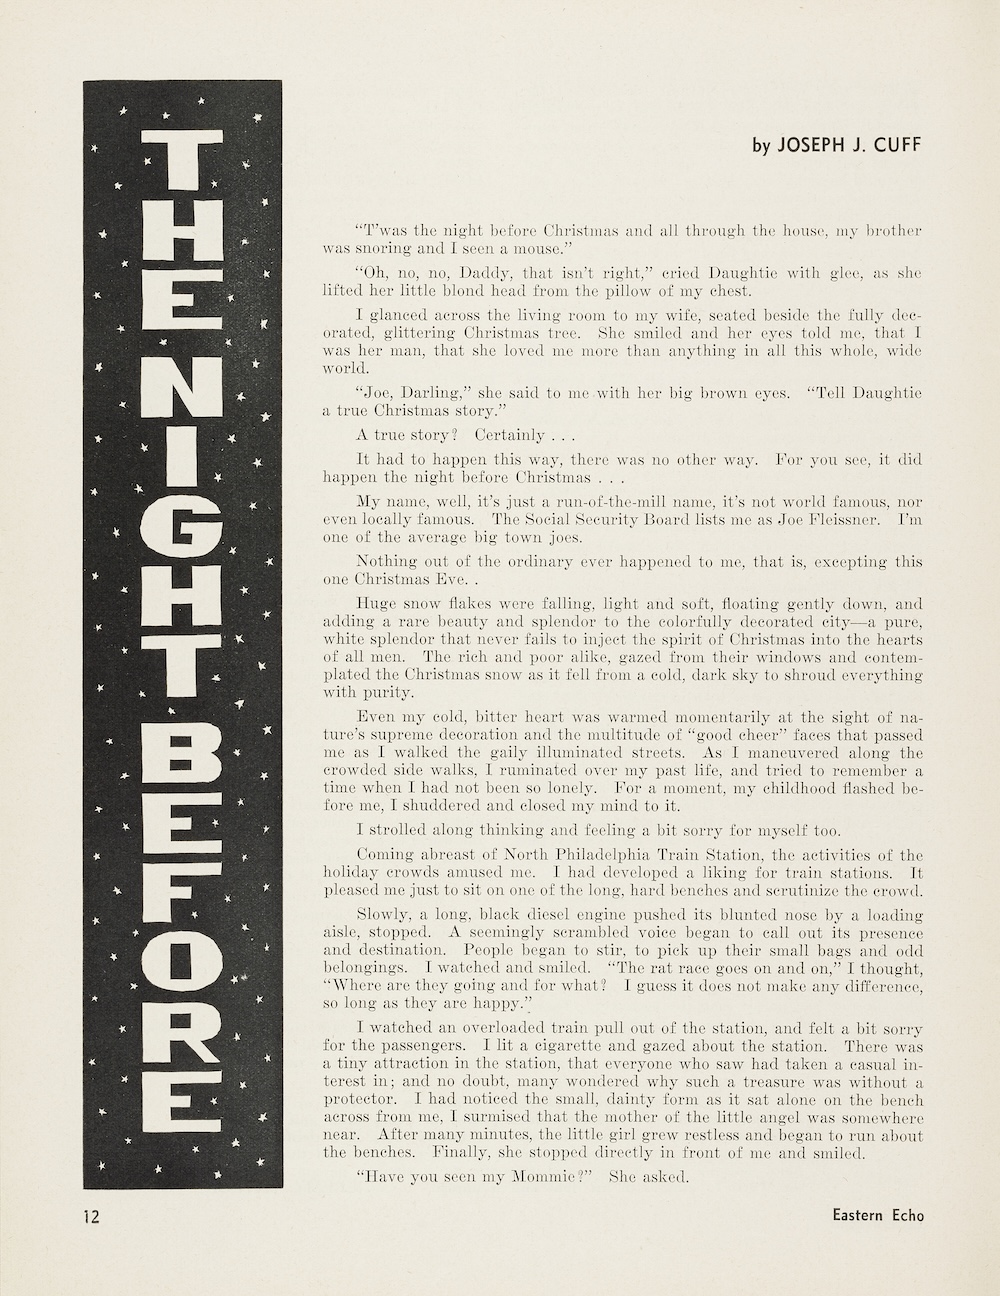 THE NIGHT BEFORE
by JOSEPH J. CUFF
"T'was the night before Christmas and all through the house, my brother
was snoring and I seen a mouse."
"Oh, no, no, Daddy, that isn't right," cried Daughtie with glee, as she
lifted her little blond head from the pillow of my chest.
I glanced across the living room to my wife, seated beside the fully dec-
orated, glittering Christmas tree. She smiled and her eyes told me, that I
was her man, that she loved me more than anything in all this whole, wide
world.
"Joe, Darling," she said to me with her big brown eyes. "Tell Daughtie
a true Christmas story."
A true story? Certainly . . .
It had to happen this way, there was no other way. For you see, it did
happen the night before Christmas . . .
My name, well, it's just a run-of-the-mill name, it's not world famous, nor
even locally famous. The Social Security Board lists me as Joe Fleissner. I'm
one of the average big town joes.
Nothing out of the ordinary ever happened to me, that is, excepting this
one Christmas Eve. .
Huge snow flakes were falling, light and soft, floating gently down, and
adding a rare beauty and splendor to the colorfully decorated city—a pure,
white splendor that never fails to inject the spirit of Christmas into the hearts
of all men. The rich and poor alike, gazed from their windows and contem-
plated the Christmas snow as it fell from a cold, dark sky to shroud everything
with purity.
Even my cold, bitter heart was warmed momentarily at the sight of na-
ture's supreme decoration and the multitude of "good cheer" faces that passed
me as I walked the gaily illuminated streets. As I maneuvered along the
crowded side walks, I ruminated over my past life, and tried to remember a
time when I had not been so lonely. For a moment, my childhood flashed be-
fore me, I shuddered and closed my mind to it.
I strolled along thinking and feeling a bit sorry for myself too.
Coming abreast of North Philadelphia Train Station, the activities of the
holiday crowds amused me. I had developed a liking for train stations. It
pleased me just to sit on one of the long, hard benches and scrutinize the crowd.
Slowly, a long, black diesel engine pushed its blunted nose by a loading
aisle, stopped. A seemingly scrambled voice began to call out its presence
and destination. People began to stir, to pick up their small bags and odd
belongings. I watched and smiled. "The rat race goes on and on," I thought,
"Where are they going and for what? I guess it does not make any difference,
so long as they are happy."
I watched an overloaded train pull out of the station, and felt a bit sorry
for the passengers. I lit a cigarette and gazed about the station. There was
a tiny attraction in the station, that everyone who saw had taken a casual in-
terest in; and no doubt, many wondered why such a treasure was without a
protector. I had noticed the small, dainty form as it sat alone on the bench
across from me, I surmised that the mother of the little angel was somewhere
near. After many minutes, the little girl grew restless and began to run about
the benches. Finally, she stopped directly in front of me and smiled.
"Have you seen my Mommie?" She asked.
12
Eastern Echo